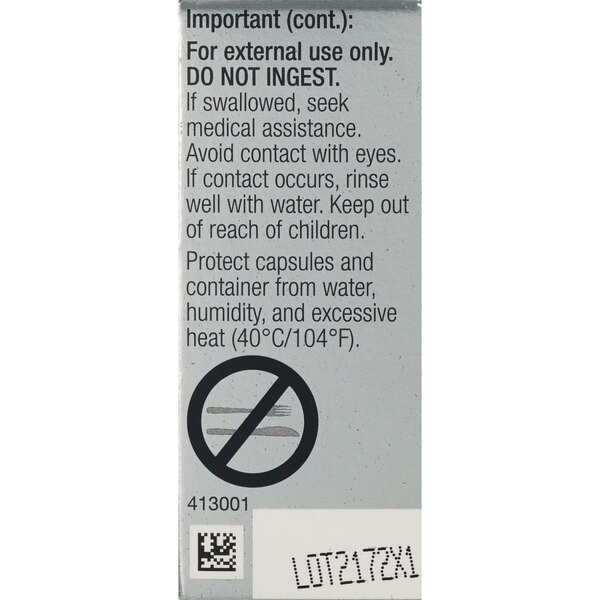 Important (cont.):
For external use only.
DO NOT INGEST.
If swallowed, seek
medical assistance.
Avoid contact with eyes.
If contact occurs, rinse
well with water. Keep out
of reach of children.
Protect capsules and
container from water,
humidity, and excessive
heat (40°C/104°F).
413001
LOT2172X1